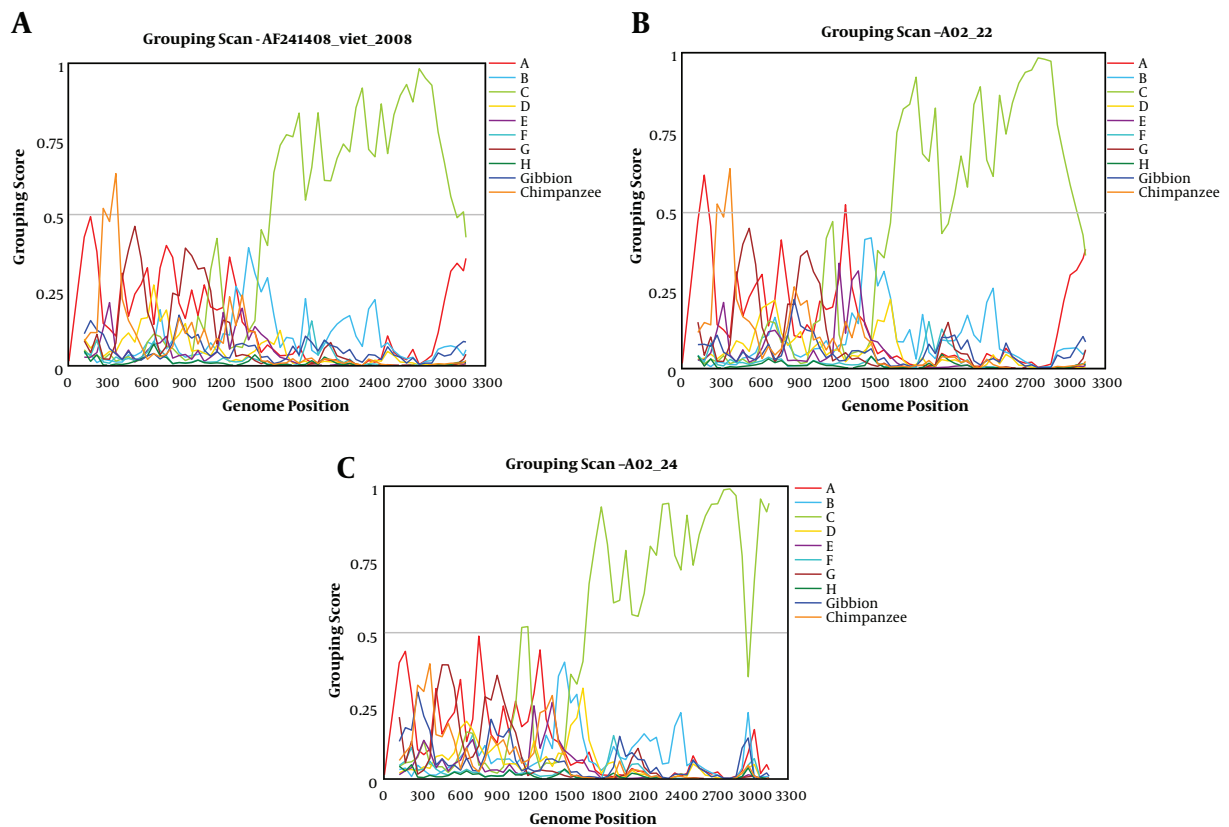 A
Grouping Scan - AF241408_viet_2008
1
0.75
0.5
0.25
0
Grouping Score
0 300 600 900 1200 1500 1800 2100 2400 2700 3000 3300
Genome Position
A
B
C
D
E
F
G
H
Gibbion
Chimpanzee
B
Grouping Scan –A02_22
1
0.75
0.5
0.25
0
Grouping Score
0 300 600 900 1200 1500 1800 2100 2400 2700 3000 3300
Genome Position
A
B
C
D
E
F
G
H
Gibbion
Chimpanzee
C
Grouping Scan –A02_24
1
0.75
0.5
0.25
0
Grouping Score
0 300 600 900 1200 1500 1800 2100 2400 2700 3000 3300
Genome Position
A
B
C
D
E
F
G
H
Gibbion
Chimpanzee